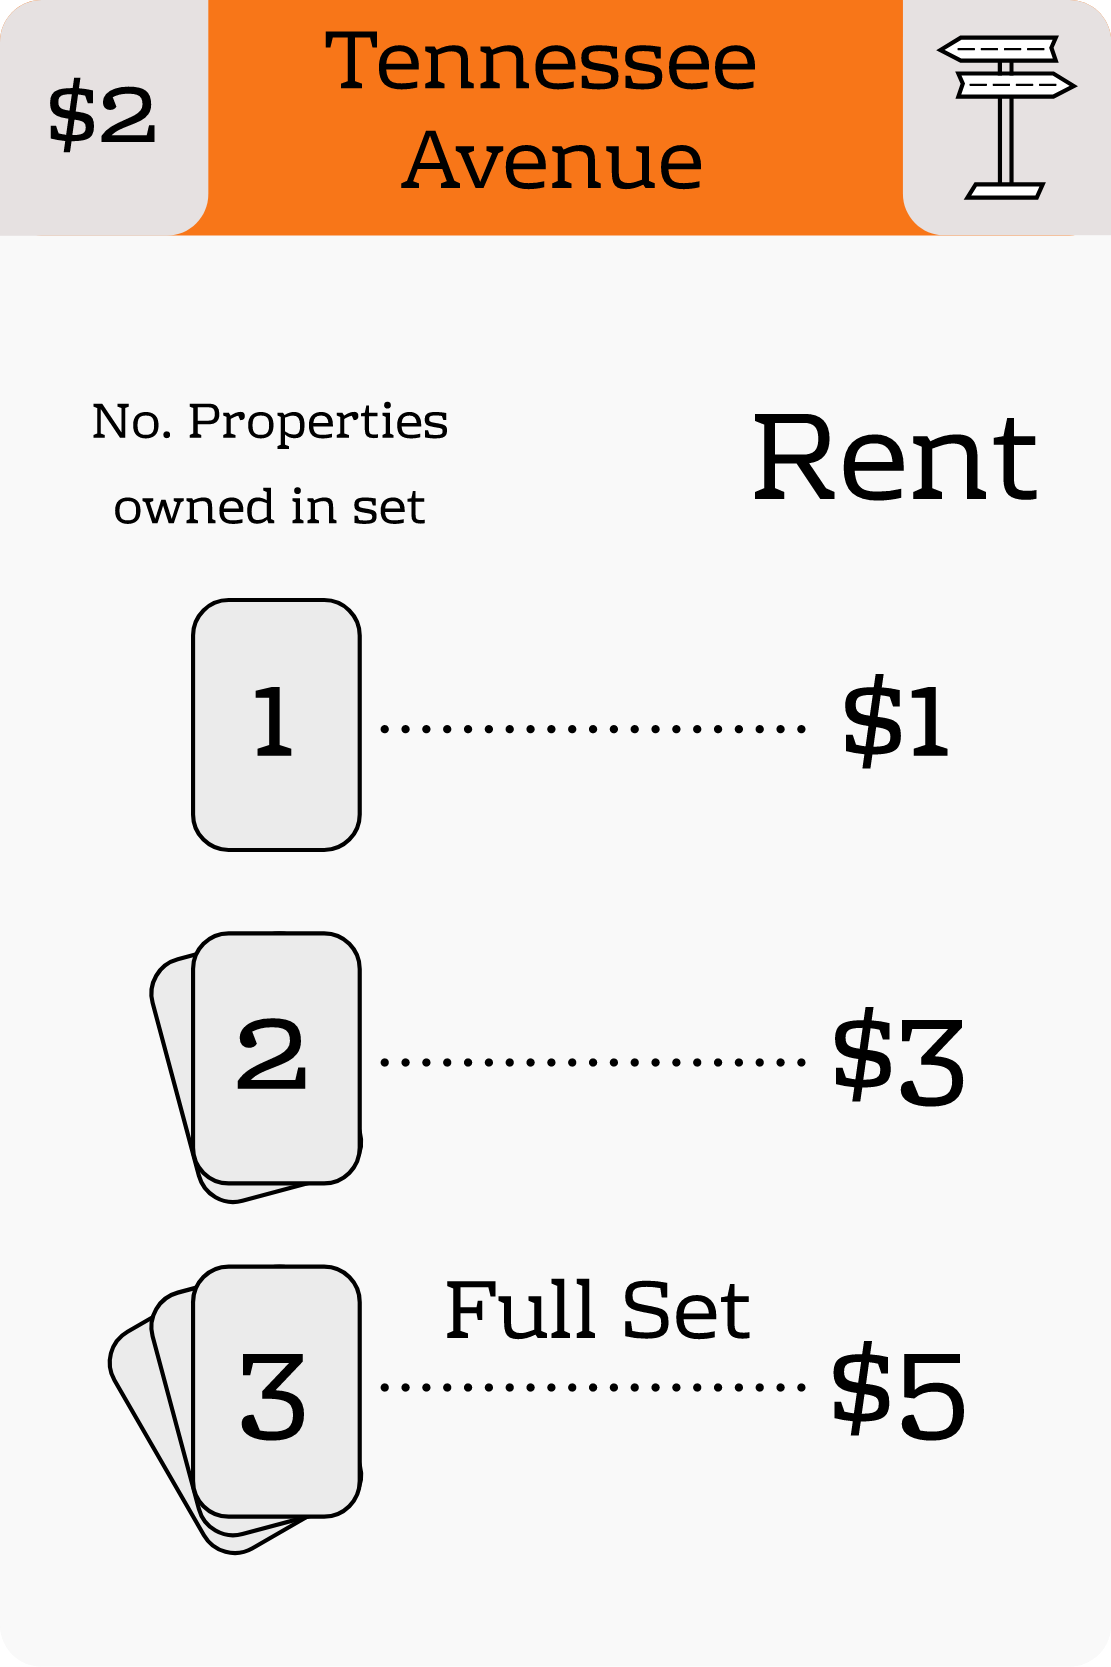 $2
Tennessee
Avenue
No. Properties
owned in set
Rent
1 $1
2 $3
Full Set
3 $5